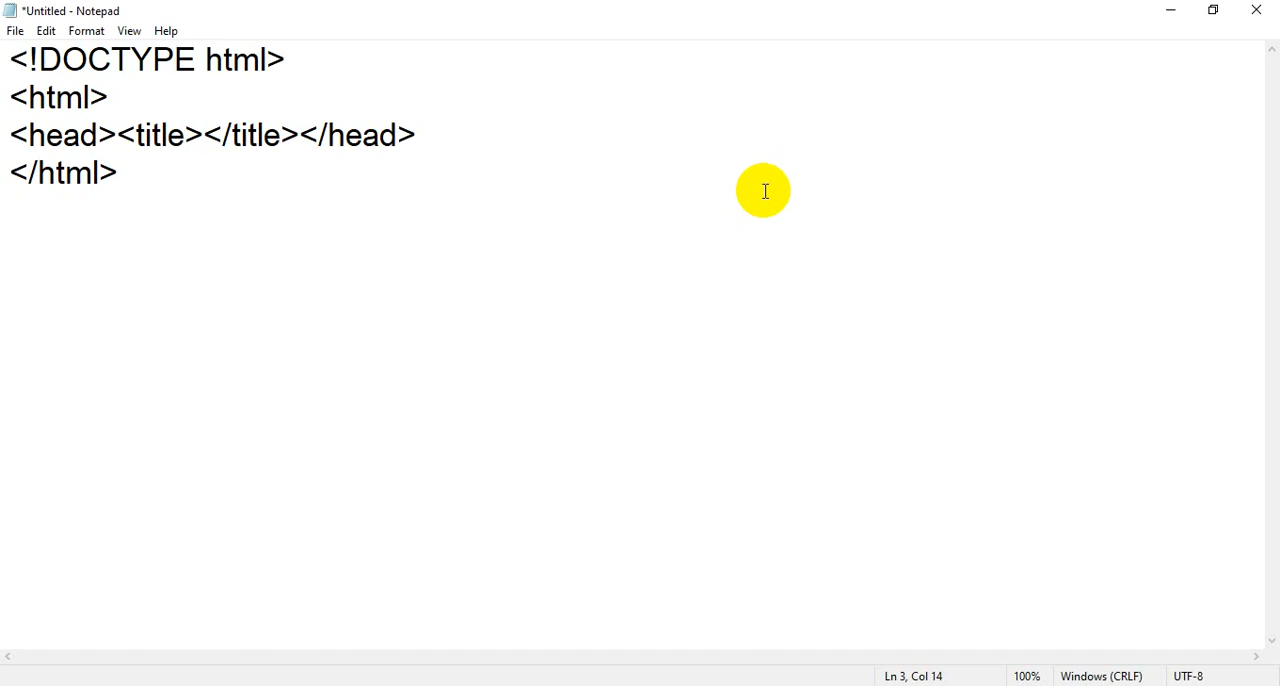 *Untitled - Notepad
File Edit Format View Help
<!DOCTYPE html>
<html>
<head><title></title></head>
</html>
Ln 3, Col 14 100% Windows (CRLF) UTF-8